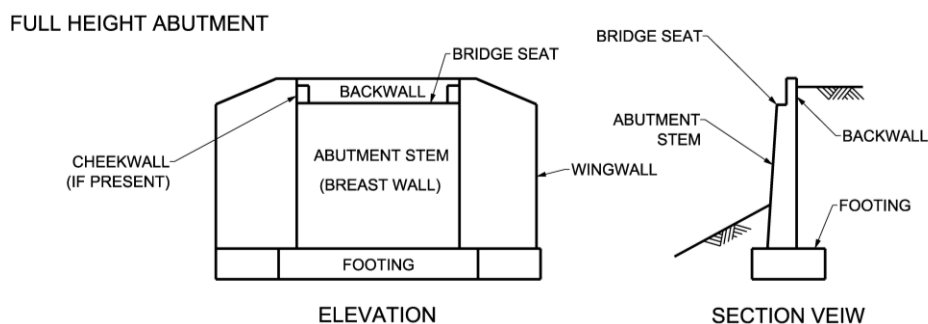 FULL HEIGHT ABUTMENT
BRIDGE SEAT
BACKWALL
CHEEKWALL
(IF PRESENT)
ABUTMENT STEM
(BREAST WALL)
WINGWALL
FOOTING
ELEVATION
BRIDGE SEAT
ABUTMENT
STEM
BACKWALL
FOOTING
SECTION VEIW